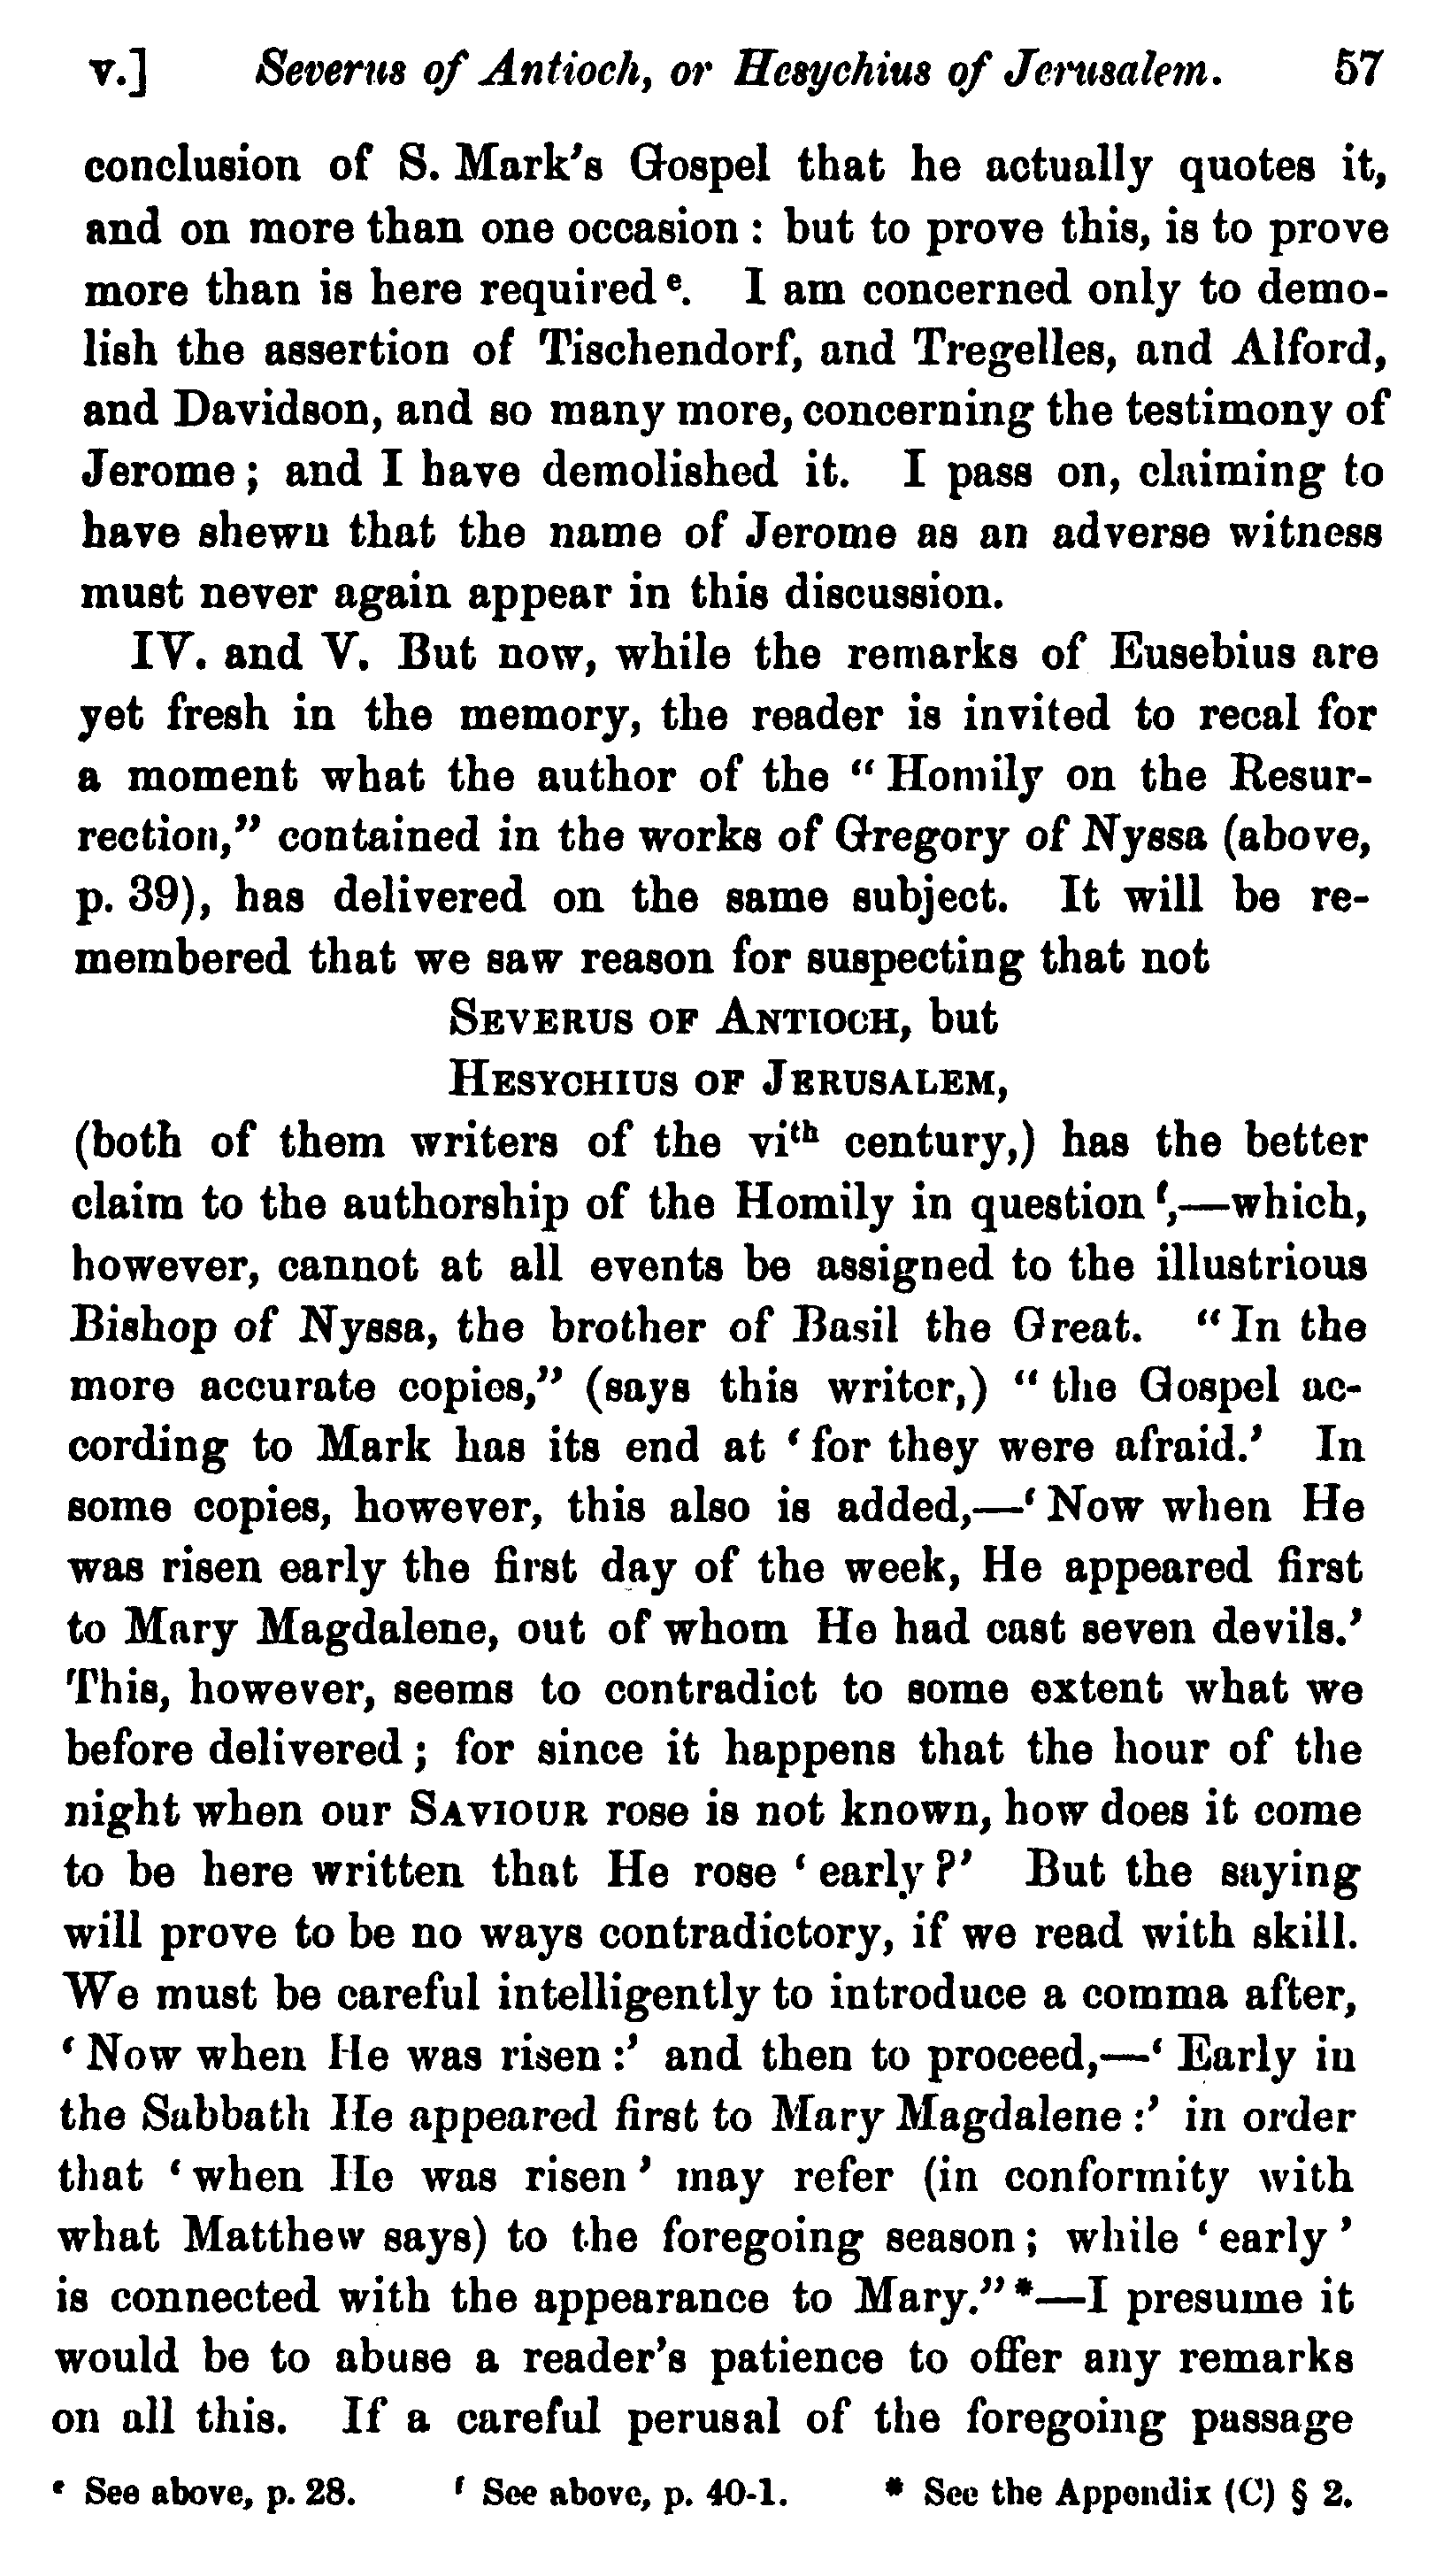 v.] Severus of Antioch, or Hesychius of Jerusalem. 57
conclusion of S. Mark's Gospel that he actually quotes it,
and on more than one occasion : but to prove this, is to prove
more than is here required e. I am concerned only to demo-
lish the assertion of Tischendorf, and Tregelles, and Alford,
and Davidson, and so many more, concerning the testimony of
Jerome ; and I have demolished it. I pass on, claiming to
have shewn that the name of Jerome as an adverse witness
must never again appear in this discussion.
IV. and V. But now, while the remarks of Eusebius are
yet fresh in the memory, the reader is invited to recal for
a moment what the author of the “ Homily on the Resur-
rection,” contained in the works of Gregory of Nyssa (above,
p. 39), has delivered on the same subject. It will be re-
membered that we saw reason for suspecting that not
SEVERUS OF ANTIOCH, but
HESYCHIUS OF JERUSALEM,
(both of them writers of the vith century,) has the better
claim to the authorship of the Homily in question f,—which,
however, cannot at all events be assigned to the illustrious
Bishop of Nyssa, the brother of Basil the Great. “ In the
more accurate copies,” (says this writer,) “ the Gospel ac-
cording to Mark has its end at ‘ for they were afraid.’ In
some copies, however, this also is added,—‘ Now when He
was risen early the first day of the week, He appeared first
to Mary Magdalene, out of whom He had cast seven devils.’
This, however, seems to contradict to some extent what we
before delivered ; for since it happens that the hour of the
night when our SAVIOUR rose is not known, how does it come
to be here written that He rose ‘ early ?’ But the saying
will prove to be no ways contradictory, if we read with skill.
We must be careful intelligently to introduce a comma after,
‘ Now when He was risen :’ and then to proceed,—‘ Early in
the Sabbath He appeared first to Mary Magdalene :’ in order
that ‘ when He was risen ’ may refer (in conformity with
what Matthew says) to the foregoing season ; while ‘ early ’
is connected with the appearance to Mary.” *—I presume it
would be to abuse a reader's patience to offer any remarks
on all this. If a careful perusal of the foregoing passage
e See above, p. 28. f See above, p. 40-1. * See the Appendix (C) § 2.